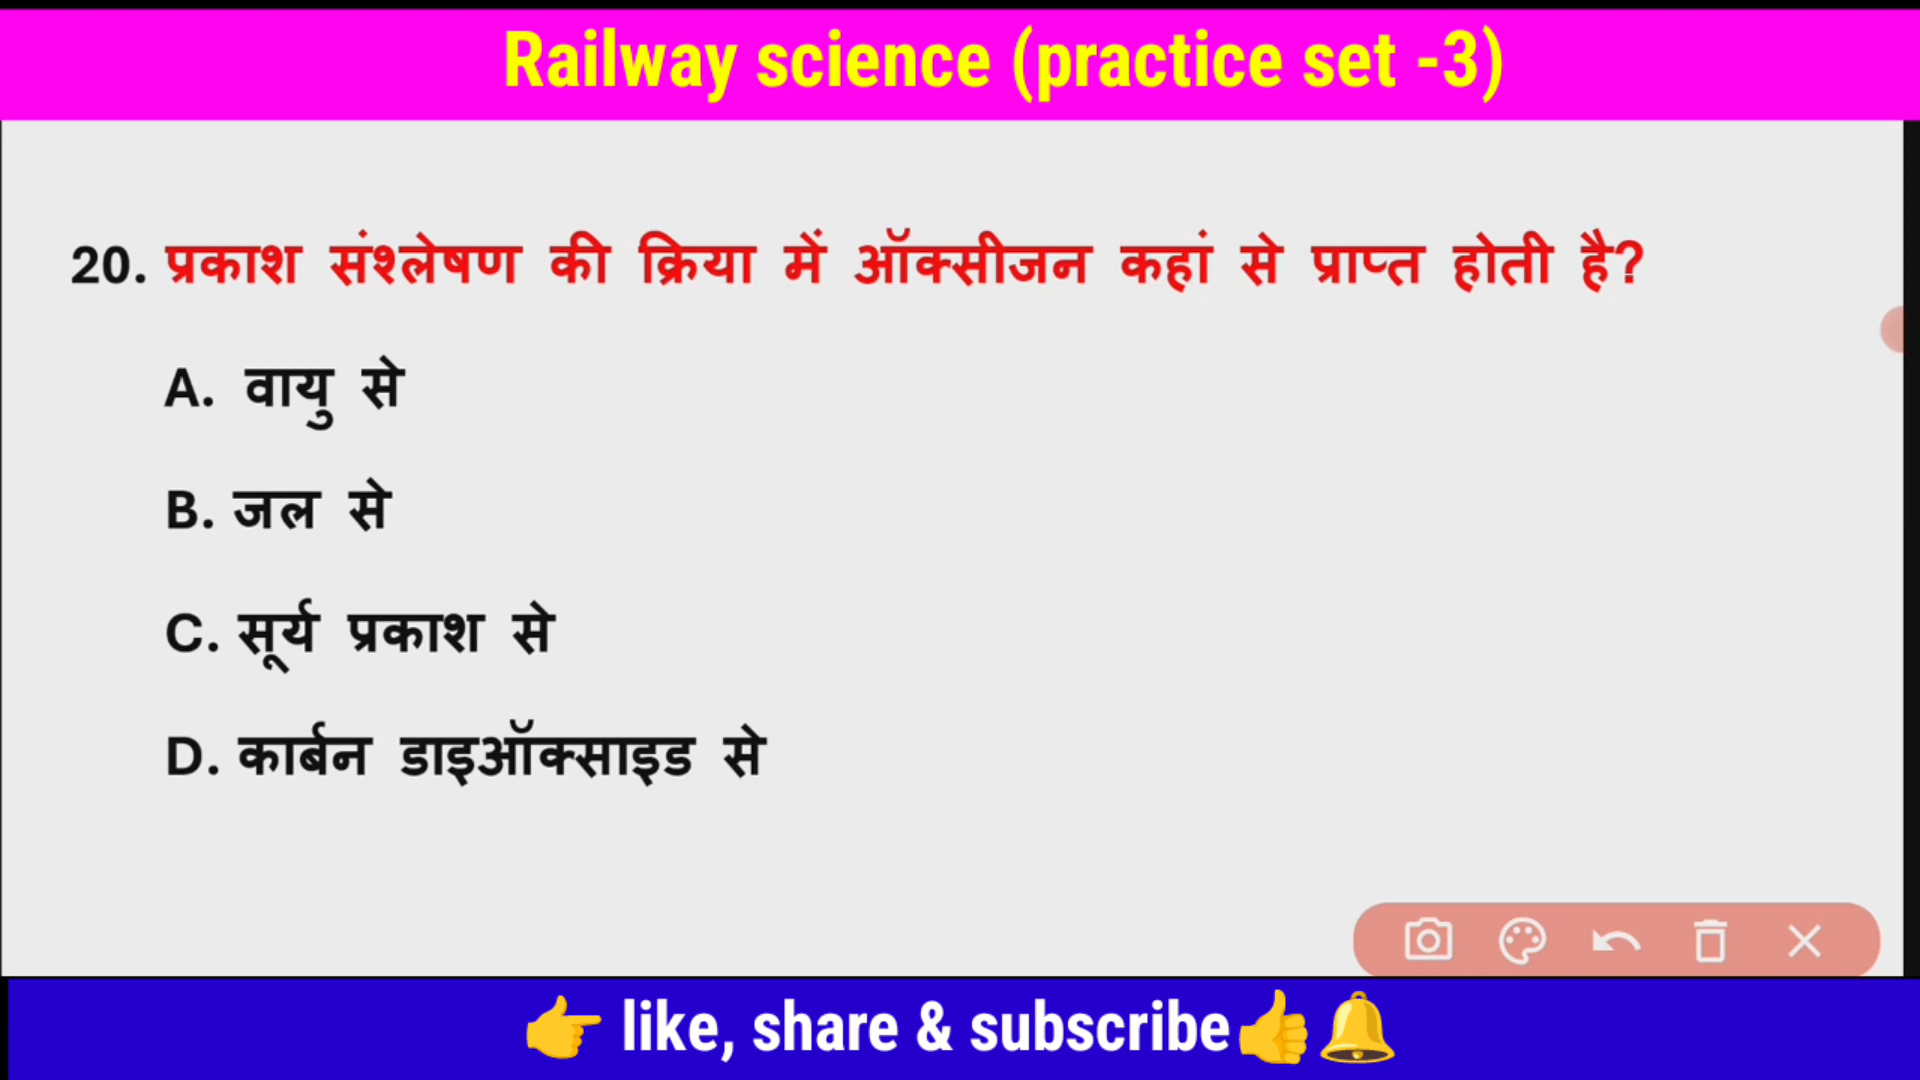 Railway science (practice set -3)
20. प्रकाश संश्लेषण की क्रिया में ऑक्सीजन कहां से प्राप्त होती है?
A. वायु से
B. जल से
C. सूर्य प्रकाश से
D. कार्बन डाइऑक्साइड से
👉 like, share & subscribe👍🔔